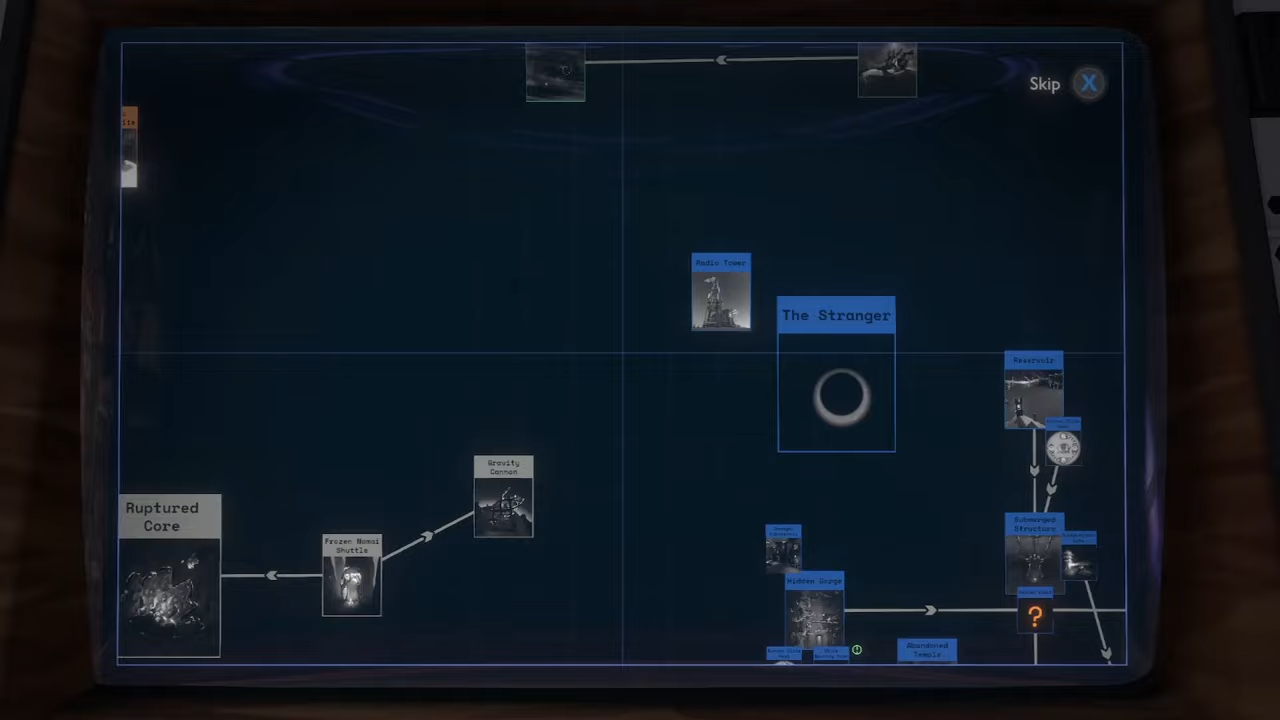 Skip X
Radio Tower
The Stranger
Reservoir
Gravity
Cannon
Ruptured
Core
Frozen Nomai
Shuttle
Submerged
Structure
Hidden Gorge
?
Abandoned
Temple